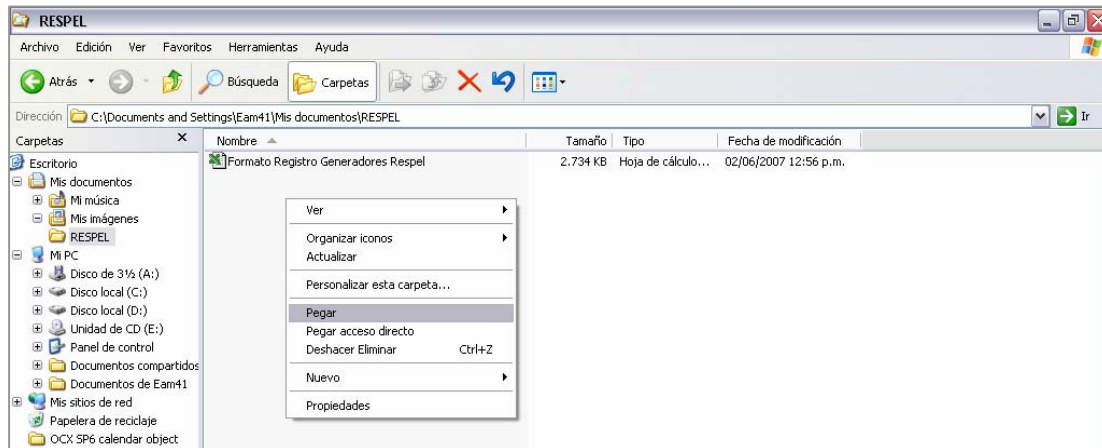 RESPEL
Archivo Edición Ver Favoritos Herramientas Ayuda
Atrás Búsqueda Carpetas
Dirección C:\Documents and Settings\Eam41\Mis documentos\RESPEL Ir
Carpetas
Nombre Tamaño Tipo Fecha de modificación
Formato Registro Generadores Respel 2.734 KB Hoja de cálculo... 02/06/2007 12:56 p.m.
Escritorio
Mis documentos
Mi música
Mis imágenes
RESPEL
Mi PC
Disco de 3½ (A:)
Disco local (C:)
Disco local (D:)
Unidad de CD (E:)
Panel de control
Documentos compartidos
Documentos de Eam41
Mis sitios de red
Papelera de reciclaje
OCX SP6 calendar object
Ver
Organizar iconos
Actualizar
Personalizar esta carpeta...
Pegar
Pegar acceso directo
Deshacer Eliminar Ctrl+Z
Nuevo
Propiedades